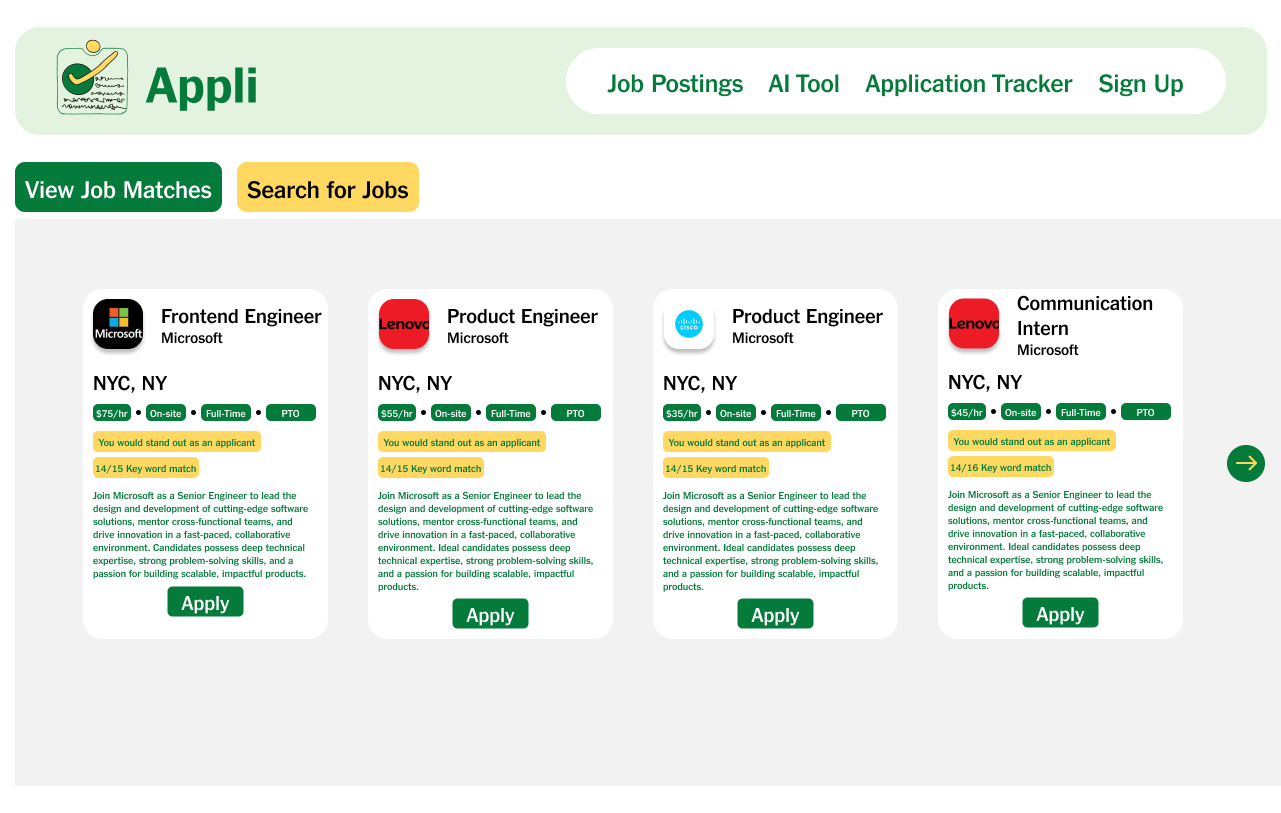 Appli
Job Postings AI Tool Application Tracker Sign Up
View Job Matches Search for Jobs
Microsoft
Frontend Engineer
Microsoft
NYC, NY
$75/hr • On-site • Full-Time • PTO
You would stand out as an applicant
14/15 Key word match
Join Microsoft as a Senior Engineer to lead the
design and development of cutting-edge software
solutions, mentor cross-functional teams, and
drive innovation in a fast-paced, collaborative
environment. Candidates possess deep technical
expertise, strong problem-solving skills, and a
passion for building scalable, impactful products.
Apply
Lenovo
Product Engineer
Microsoft
NYC, NY
$55/hr • On-site • Full-Time • PTO
You would stand out as an applicant
14/15 Key word match
Join Microsoft as a Senior Engineer to lead the
design and development of cutting-edge software
solutions, mentor cross-functional teams, and
drive innovation in a fast-paced, collaborative
environment. Ideal candidates possess deep
technical expertise, strong problem-solving skills,
and a passion for building scalable, impactful
products.
Apply
CISCO
Product Engineer
Microsoft
NYC, NY
$35/hr • On-site • Full-Time • PTO
You would stand out as an applicant
14/15 Key word match
Join Microsoft as a Senior Engineer to lead the
design and development of cutting-edge software
solutions, mentor cross-functional teams, and
drive innovation in a fast-paced, collaborative
environment. Ideal candidates possess deep
technical expertise, strong problem-solving skills,
and a passion for building scalable, impactful
products.
Apply
Lenovo
Communication
Intern
Microsoft
NYC, NY
$45/hr • On-site • Full-Time • PTO
You would stand out as an applicant
14/16 Key word match
Join Microsoft as a Senior Engineer to lead the
design and development of cutting-edge software
solutions, mentor cross-functional teams, and
drive innovation in a fast-paced, collaborative
environment. Ideal candidates possess deep
technical expertise, strong problem-solving skills,
and a passion for building scalable, impactful
products.
Apply